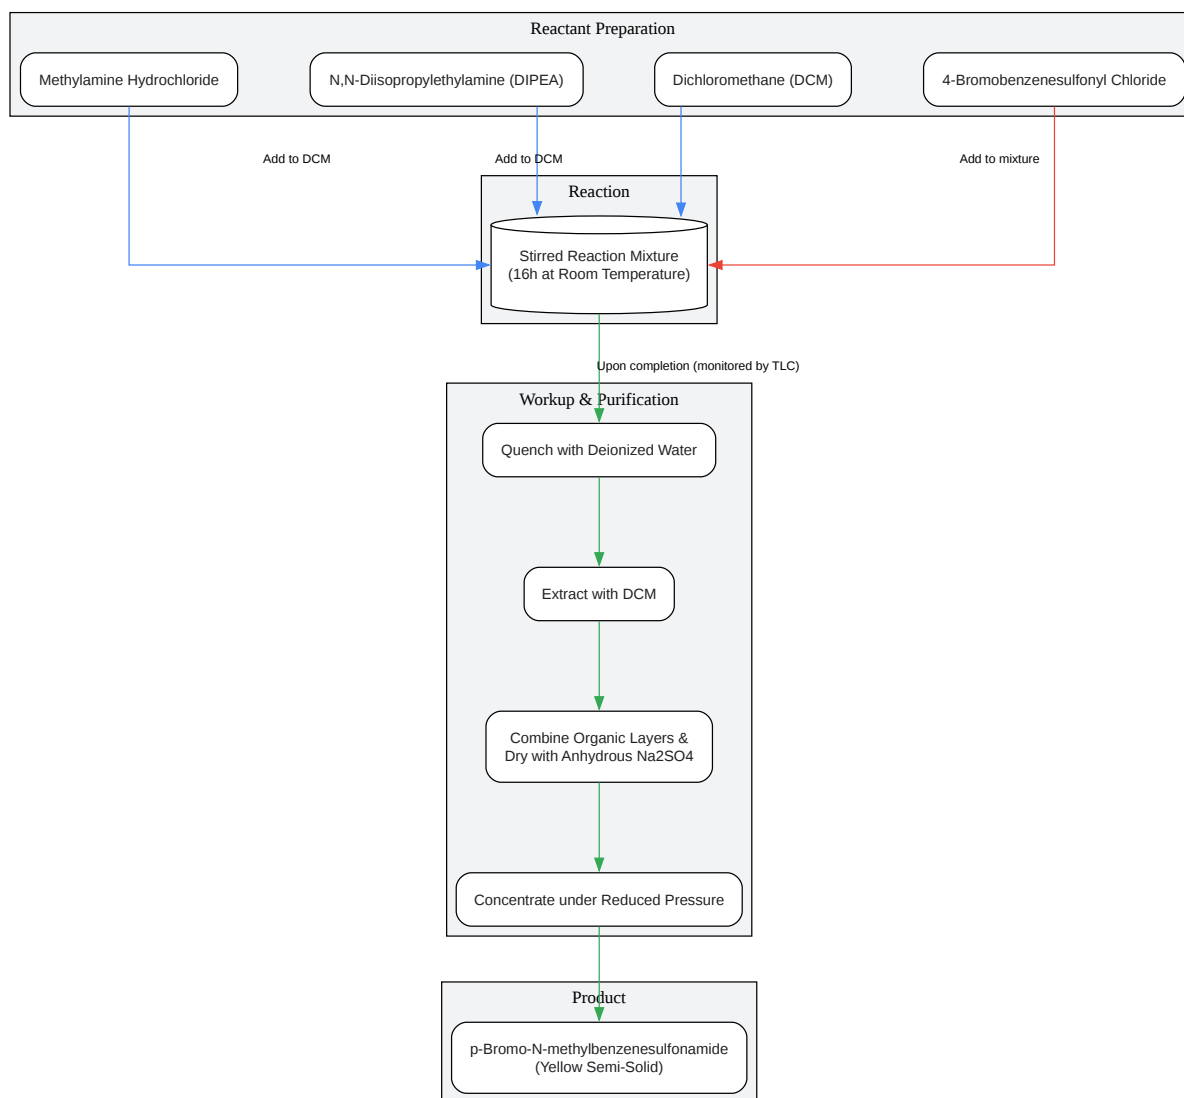 Reactant Preparation
Methylamine Hydrochloride
N,N-Diisopropylethylamine (DIPEA)
Dichloromethane (DCM)
4-Bromobenzenesulfonyl Chloride
Add to DCM
Add to DCM
Add to mixture
Reaction
Stirred Reaction Mixture
(16h at Room Temperature)
Upon completion (monitored by TLC)
Workup & Purification
Quench with Deionized Water
Extract with DCM
Combine Organic Layers &
Dry with Anhydrous Na2SO4
Concentrate under Reduced Pressure
Product
p-Bromo-N-methylbenzenesulfonamide
(Yellow Semi-Solid)